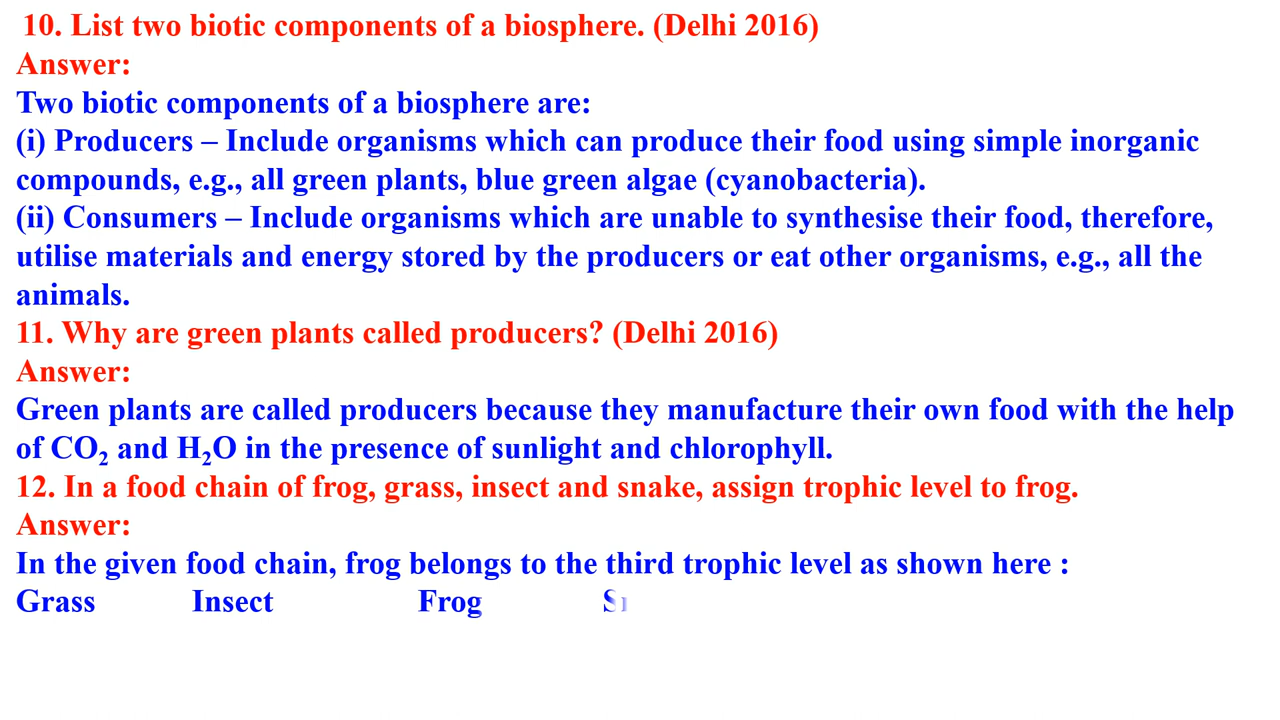 10. List two biotic components of a biosphere. (Delhi 2016)
Answer:
Two biotic components of a biosphere are:
(i) Producers – Include organisms which can produce their food using simple inorganic
compounds, e.g., all green plants, blue green algae (cyanobacteria).
(ii) Consumers – Include organisms which are unable to synthesise their food, therefore,
utilise materials and energy stored by the producers or eat other organisms, e.g., all the
animals.
11. Why are green plants called producers? (Delhi 2016)
Answer:
Green plants are called producers because they manufacture their own food with the help
of CO₂ and H₂O in the presence of sunlight and chlorophyll.
12. In a food chain of frog, grass, insect and snake, assign trophic level to frog.
Answer:
In the given food chain, frog belongs to the third trophic level as shown here :
Grass Insect Frog